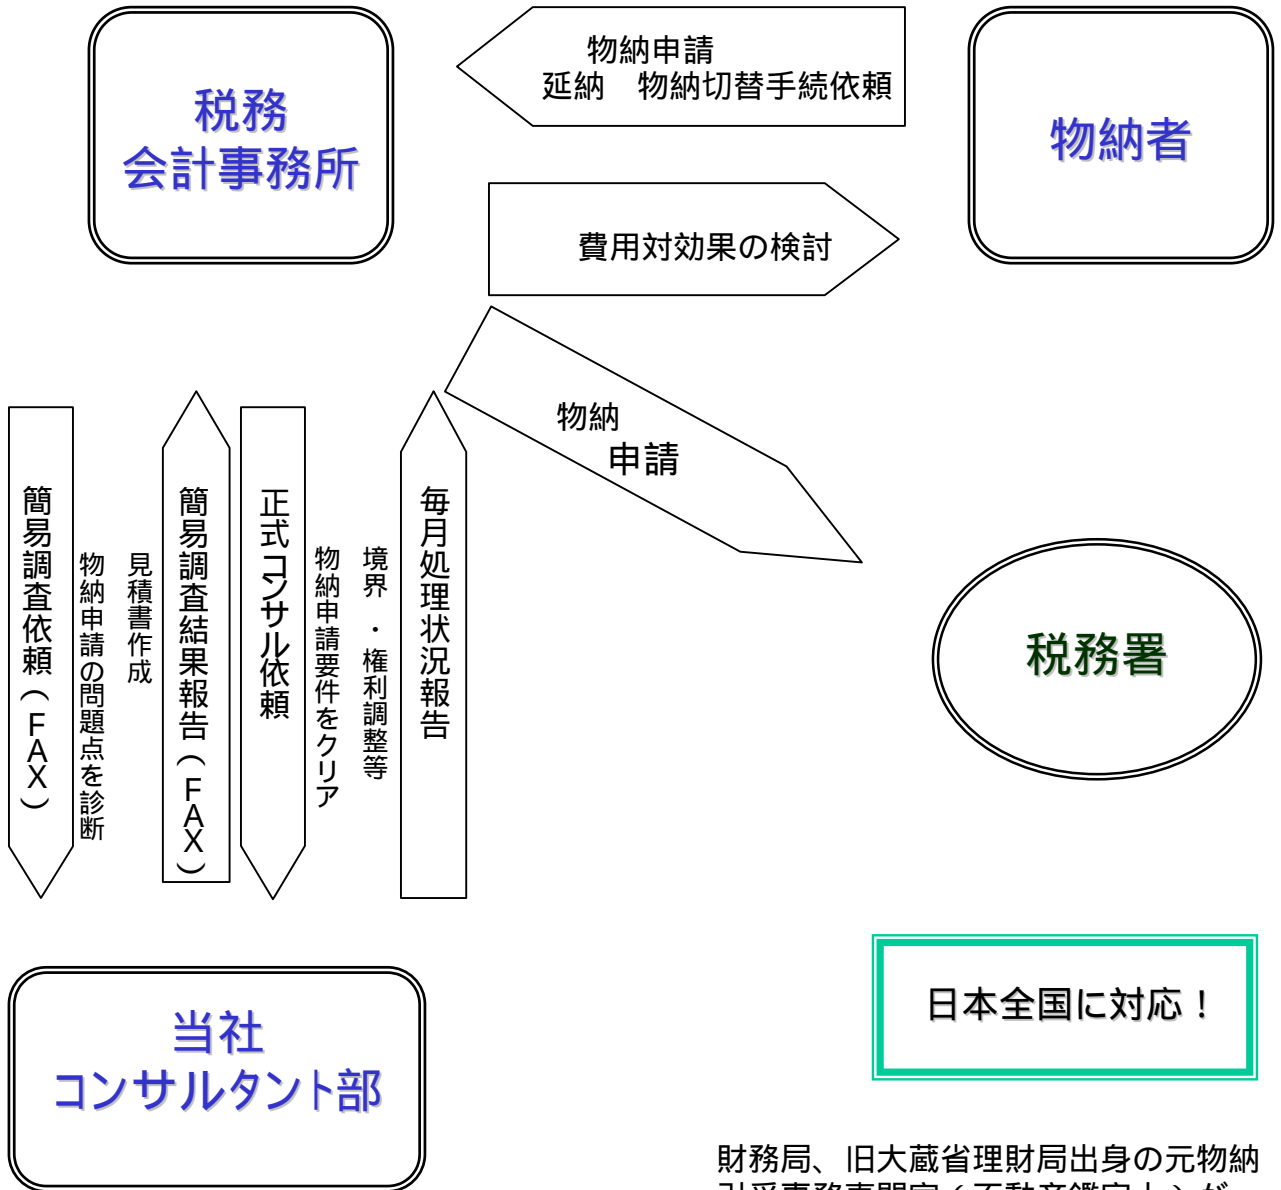 税務
会計事務所
物納申請
延納　物納切替手続依頼
物納者
費用対効果の検討
物納
申請
簡易調査依頼（FAX）
物納申請の問題点を診断
見積書作成
簡易調査結果報告（FAX）
正式コンサル依頼
物納申請要件をクリア
境界・権利調整等
毎月処理状況報告
税務署
当社
コンサルタント部
日本全国に対応！
財務局、旧大蔵省理財局出身の元物納